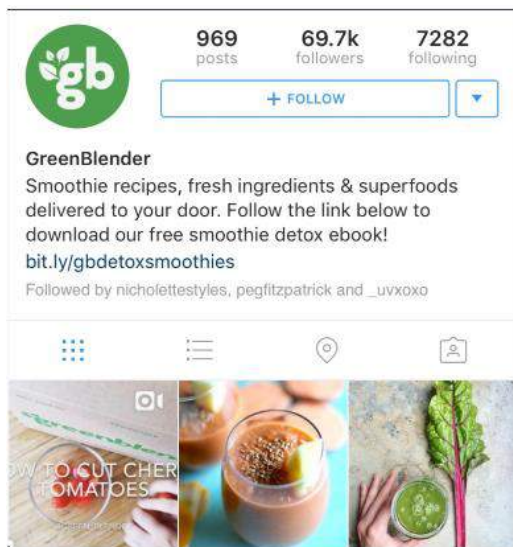 gb
969 69.7k 7282
posts followers following
+ FOLLOW
GreenBlender
Smoothie recipes, fresh ingredients & superfoods
delivered to your door. Follow the link below to
download our free smoothie detox ebook!
bit.ly/gbdetoxsmoothies
Followed by nicholettestyles, pegfitzpatrick and _uvxoxo
greenblen
OW TO CUT CHER
TOMATOES